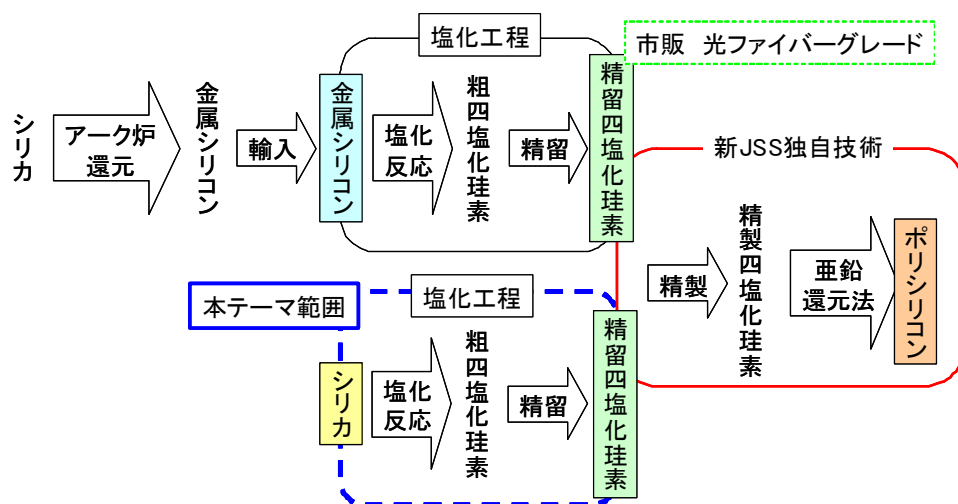 塩化工程
市販 光ファイバーグレード
シリカ
アーク炉
還元
金属シリコン
輸入
金属シリコン
塩化
反応
粗四塩化珪素
精留
精留四塩化珪素
新JSS独自技術
精製
精製四塩化珪素
亜鉛
還元法
ポリシリコン
本テーマ範囲
塩化工程
シリカ
塩化
反応
粗四塩化珪素
精留
精留四塩化珪素